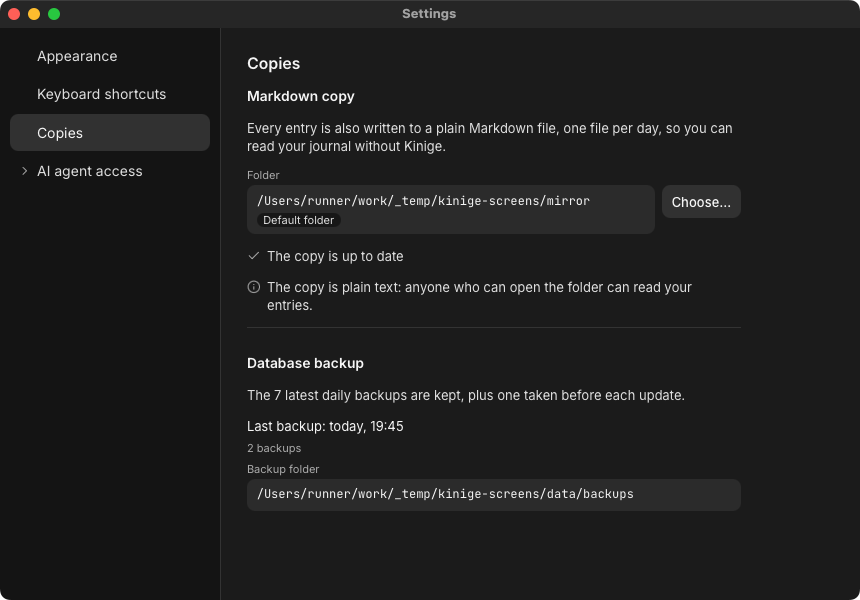 Settings
Appearance
Keyboard shortcuts
Copies
AI agent access
Copies
Markdown copy
Every entry is also written to a plain Markdown file, one file per day, so you can
read your journal without Kinige.
Folder
/Users/runner/work/_temp/kinige-screens/mirror
Default folder
Choose...
The copy is up to date
The copy is plain text: anyone who can open the folder can read your
entries.
Database backup
The 7 latest daily backups are kept, plus one taken before each update.
Last backup: today, 19:45
2 backups
Backup folder
/Users/runner/work/_temp/kinige-screens/data/backups